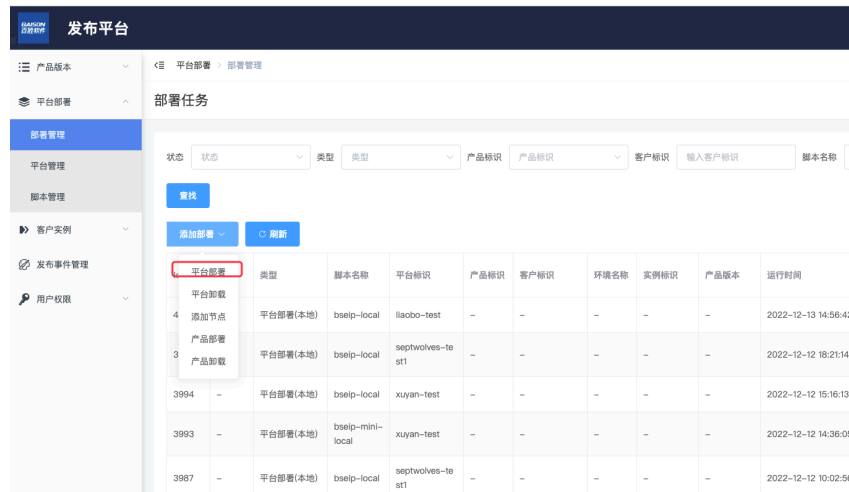 BAISON
百胜软件
发布平台
产品版本
平台部署
部署管理
平台管理
脚本管理
客户实例
发布事件管理
用户权限
平台部署 > 部署管理
部署任务
状态 状态 类型 类型 产品标识 产品标识 客户标识 输入客户标识 脚本名称
查找
添加部署 刷新
平台部署
平台卸载
添加节点
产品部署
产品卸载
类型 脚本名称 平台标识 产品标识 客户标识 环境名称 实例标识 产品版本 运行时间
4 平台部署(本地) bseip-local liaobo-test - - - - - 2022-12-13 14:56:42
3 平台部署(本地) bseip-local septwolves-te - - - - - 2022-12-12 18:21:14
st1
3994 - 平台部署(本地) bseip-local xuyan-test - - - - - 2022-12-12 15:16:13
3993 - 平台部署(本地) bseip-mini- xuyan-test - - - - - 2022-12-12 14:36:05
local
3987 - 平台部署(本地) bseip-local septwolves-te - - - - - 2022-12-12 10:02:56
st1